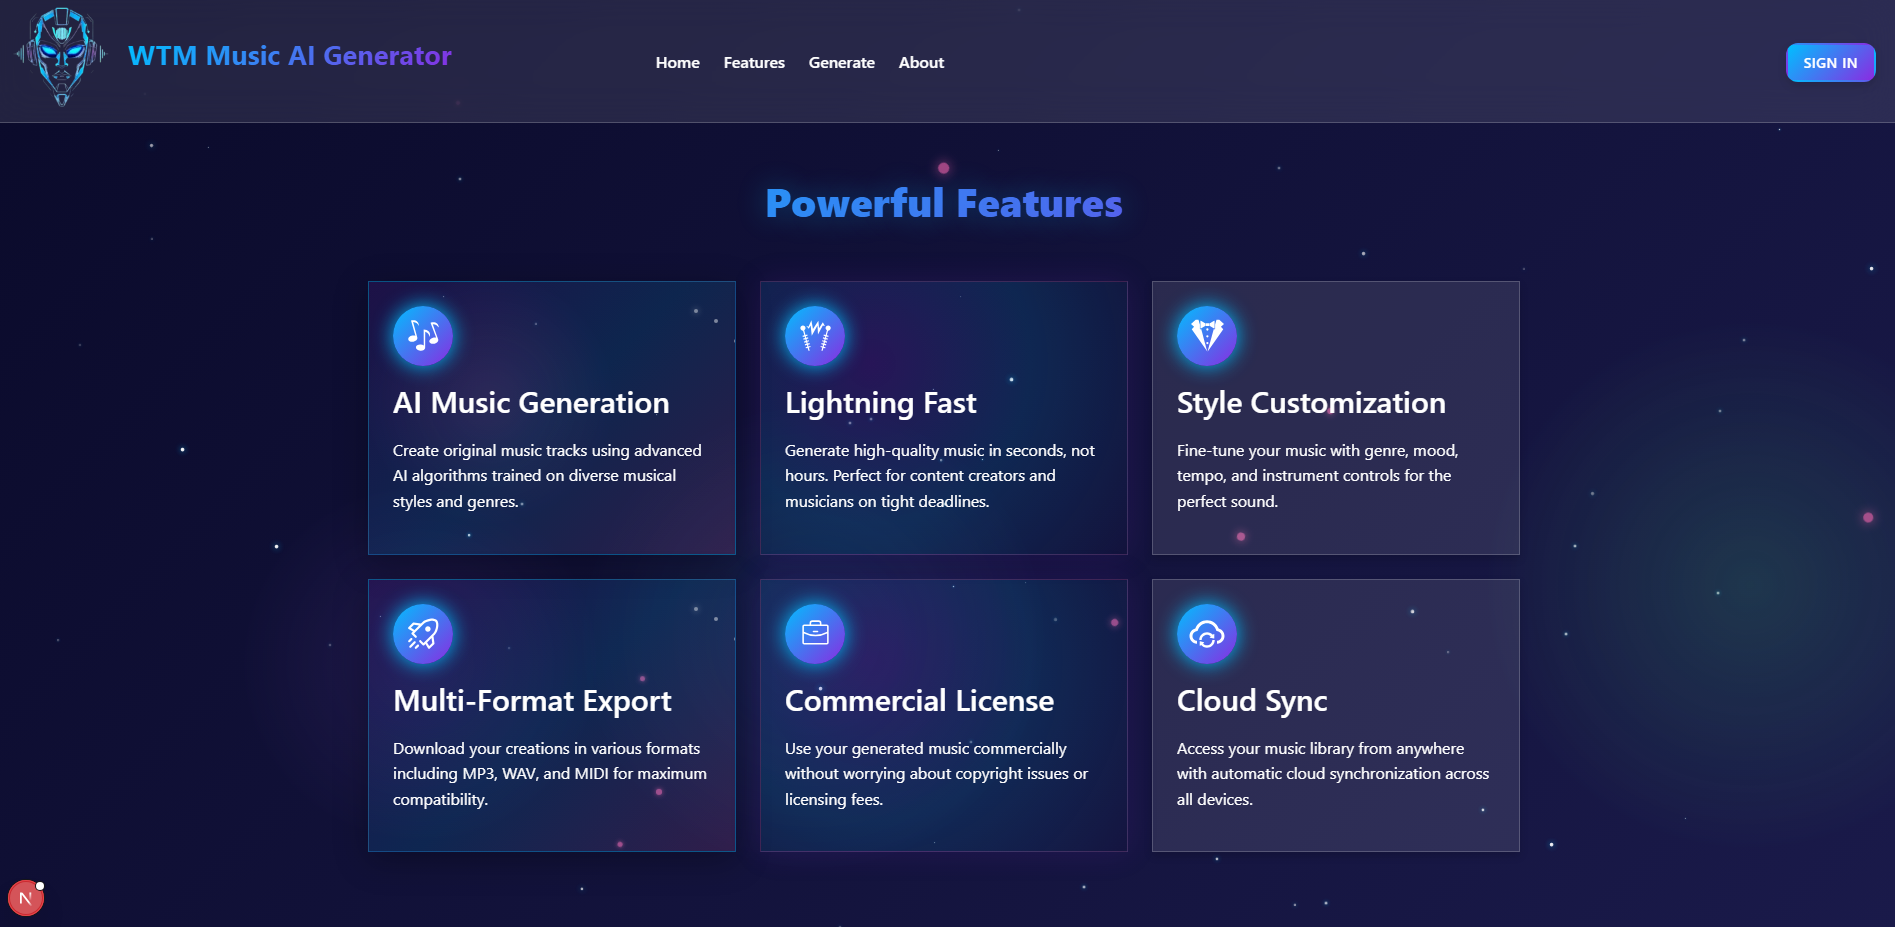 WTM Music AI Generator
Home Features Generate About
SIGN IN
Powerful Features
AI Music Generation
Create original music tracks using advanced
AI algorithms trained on diverse musical
styles and genres.
Lightning Fast
Generate high-quality music in seconds, not
hours. Perfect for content creators and
musicians on tight deadlines.
Style Customization
Fine-tune your music with genre, mood,
tempo, and instrument controls for the
perfect sound.
Multi-Format Export
Download your creations in various formats
including MP3, WAV, and MIDI for maximum
compatibility.
Commercial License
Use your generated music commercially
without worrying about copyright issues or
licensing fees.
Cloud Sync
Access your music library from anywhere
with automatic cloud synchronization across
all devices.
N